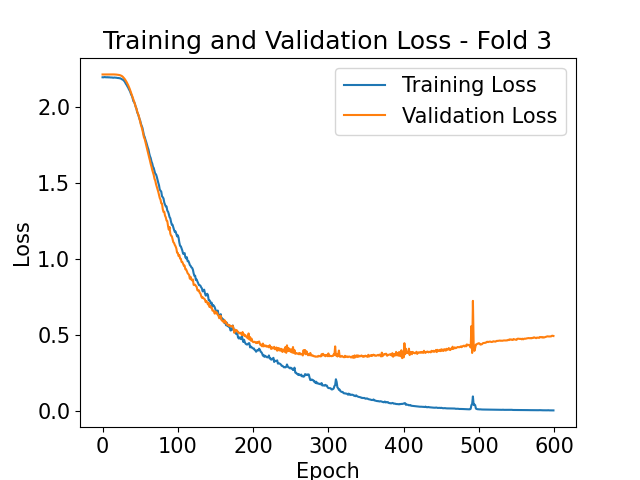 Training and Validation Loss - Fold 3
Training Loss
Validation Loss
Loss
2.0
1.5
1.0
0.5
0.0
0 100 200 300 400 500 600
Epoch